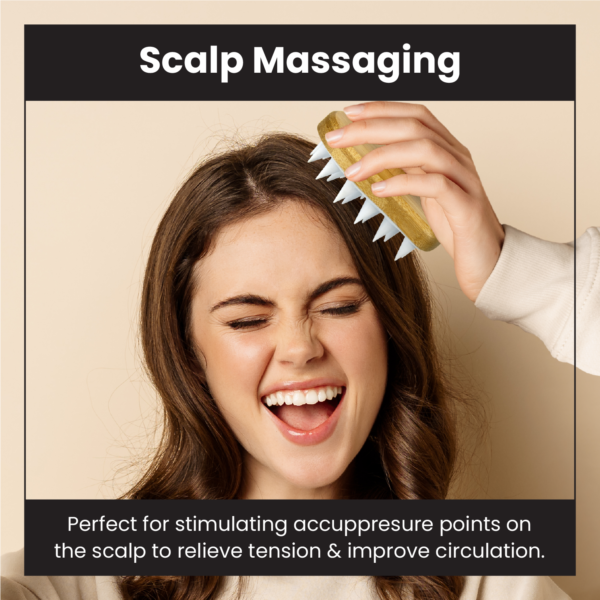 Scalp Massaging
Perfect for stimulating accuppresure points on
the scalp to relieve tension & improve circulation.